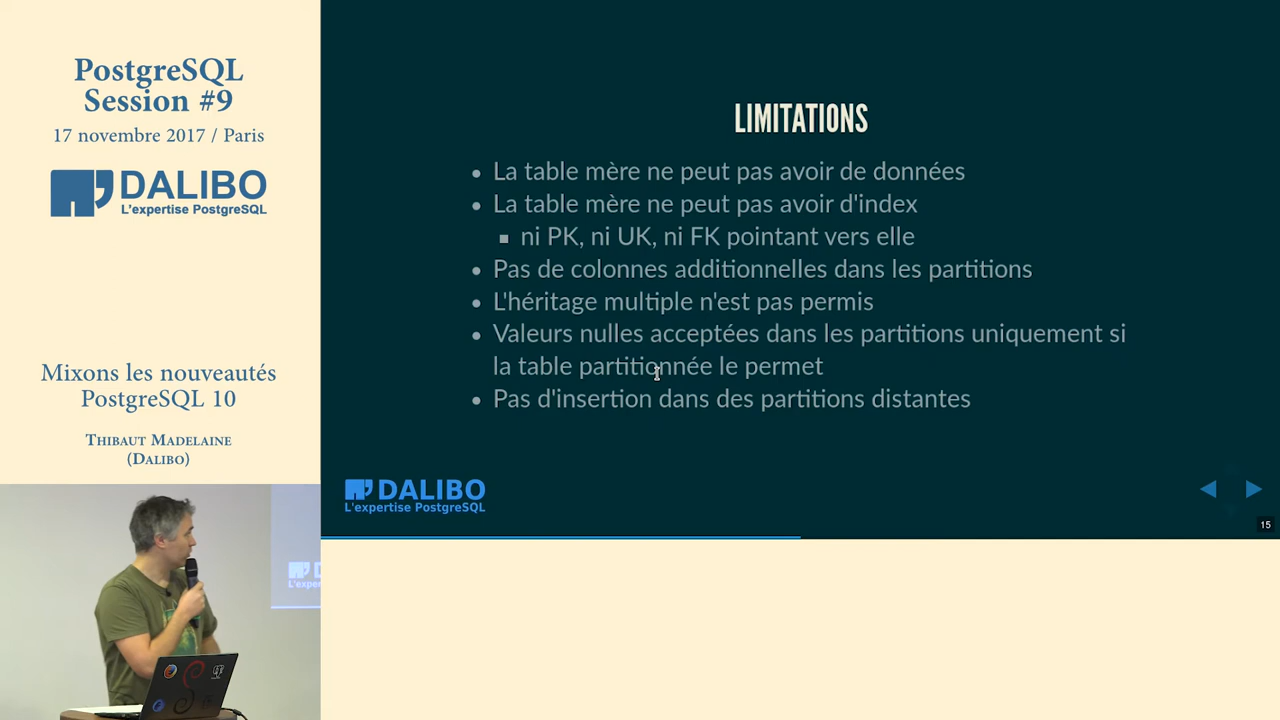 PostgreSQL
Session #9
17 novembre 2017 / Paris
DALIBO
L'expertise PostgreSQL
Mixons les nouveautés
PostgreSQL 10
Thibaut Madelaine
(Dalibo)
LIMITATIONS
La table mère ne peut pas avoir de données
La table mère ne peut pas avoir d'index
ni PK, ni UK, ni FK pointant vers elle
Pas de colonnes additionnelles dans les partitions
L'héritage multiple n'est pas permis
Valeurs nulles acceptées dans les partitions uniquement si
la table partitionnée le permet
Pas d'insertion dans des partitions distantes
DALIBO
L'expertise PostgreSQL
15